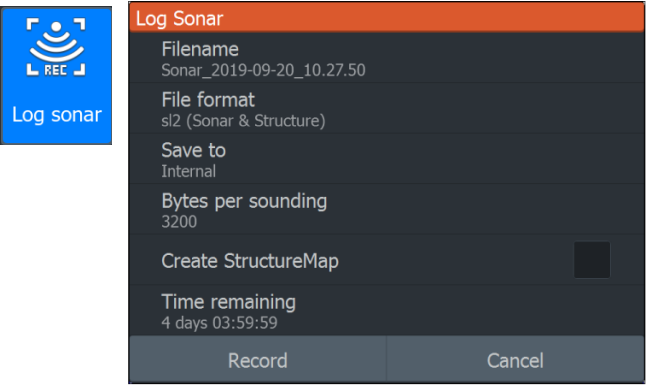 REC
Log sonar
Log Sonar
Filename
Sonar_2019-09-20_10.27.50
File format
sl2 (Sonar & Structure)
Save to
Internal
Bytes per sounding
3200
Create StructureMap
Time remaining
4 days 03:59:59
Record Cancel